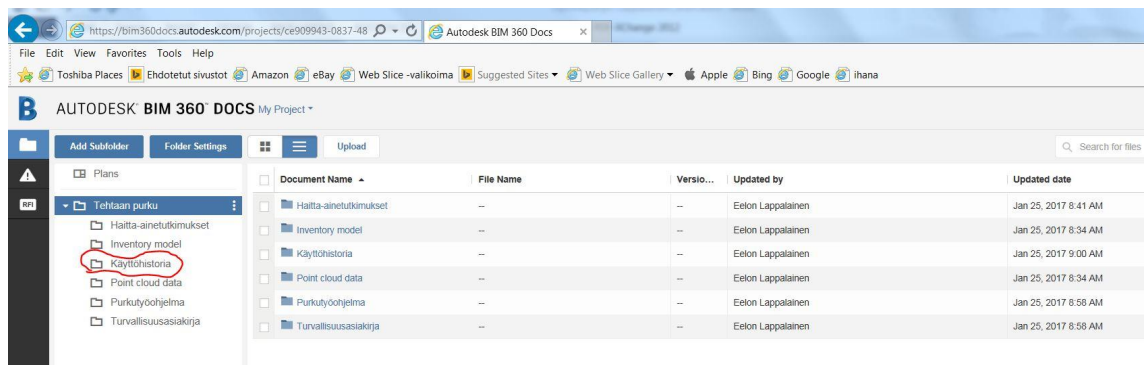 https://bim360docs.autodesk.com/projects/ce909943-0837-48
Autodesk BIM 360 Docs
File Edit View Favorites Tools Help
Toshiba Places Ehdotetut sivustot Amazon eBay Web Slice -valikoima Suggested Sites Web Slice Gallery Apple Bing Google ihana
B AUTODESK® BIM 360™ DOCS My Project
Add Subfolder Folder Settings Upload Search for files
Plans
Document Name File Name Versio... Updated by Updated date
RFI
Tehtaan purku
Haitta-ainetutkimukset
Inventory model
Käyttöhistoria
Point cloud data
Purkutyöohjelma
Turvallisuusasiakirja
Haitta-ainetutkimukset -- -- Eelon Lappalainen Jan 25, 2017 8:41 AM
Inventory model -- -- Eelon Lappalainen Jan 25, 2017 8:34 AM
Käyttöhistoria -- -- Eelon Lappalainen Jan 25, 2017 9:00 AM
Point cloud data -- -- Eelon Lappalainen Jan 25, 2017 8:34 AM
Purkutyöohjelma -- -- Eelon Lappalainen Jan 25, 2017 8:58 AM
Turvallisuusasiakirja -- -- Eelon Lappalainen Jan 25, 2017 8:58 AM